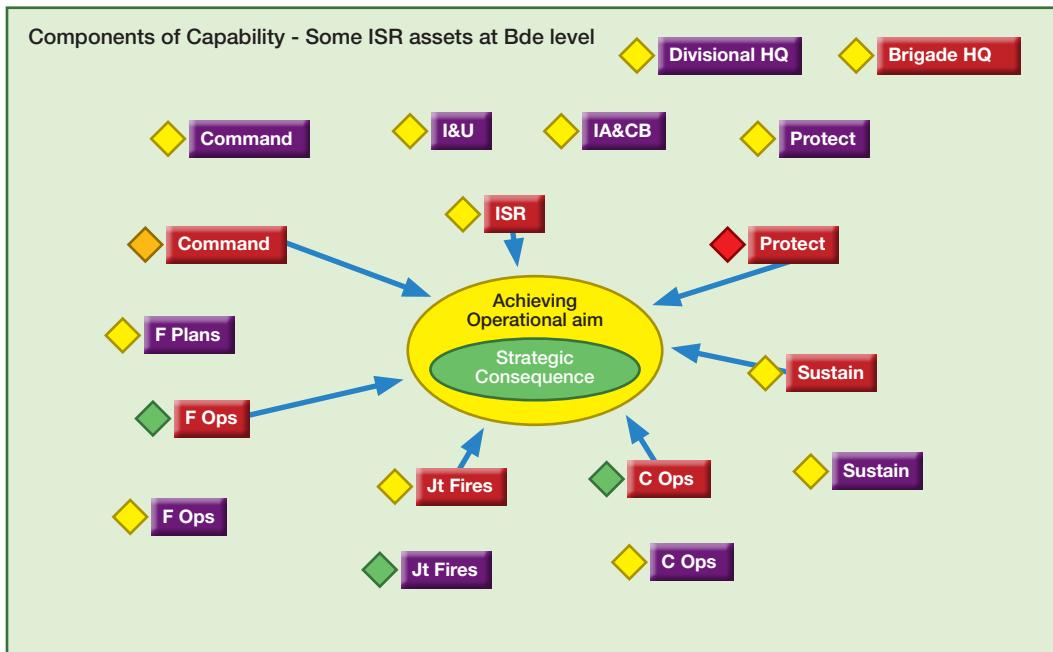 Components of Capability - Some ISR assets at Bde level
Divisional HQ
Brigade HQ
Command
I&U
IA&CB
Protect
ISR
Command
Protect
Achieving
Operational aim
Strategic
Consequence
F Plans
Sustain
F Ops
Jt Fires
C Ops
Sustain
F Ops
Jt Fires
C Ops